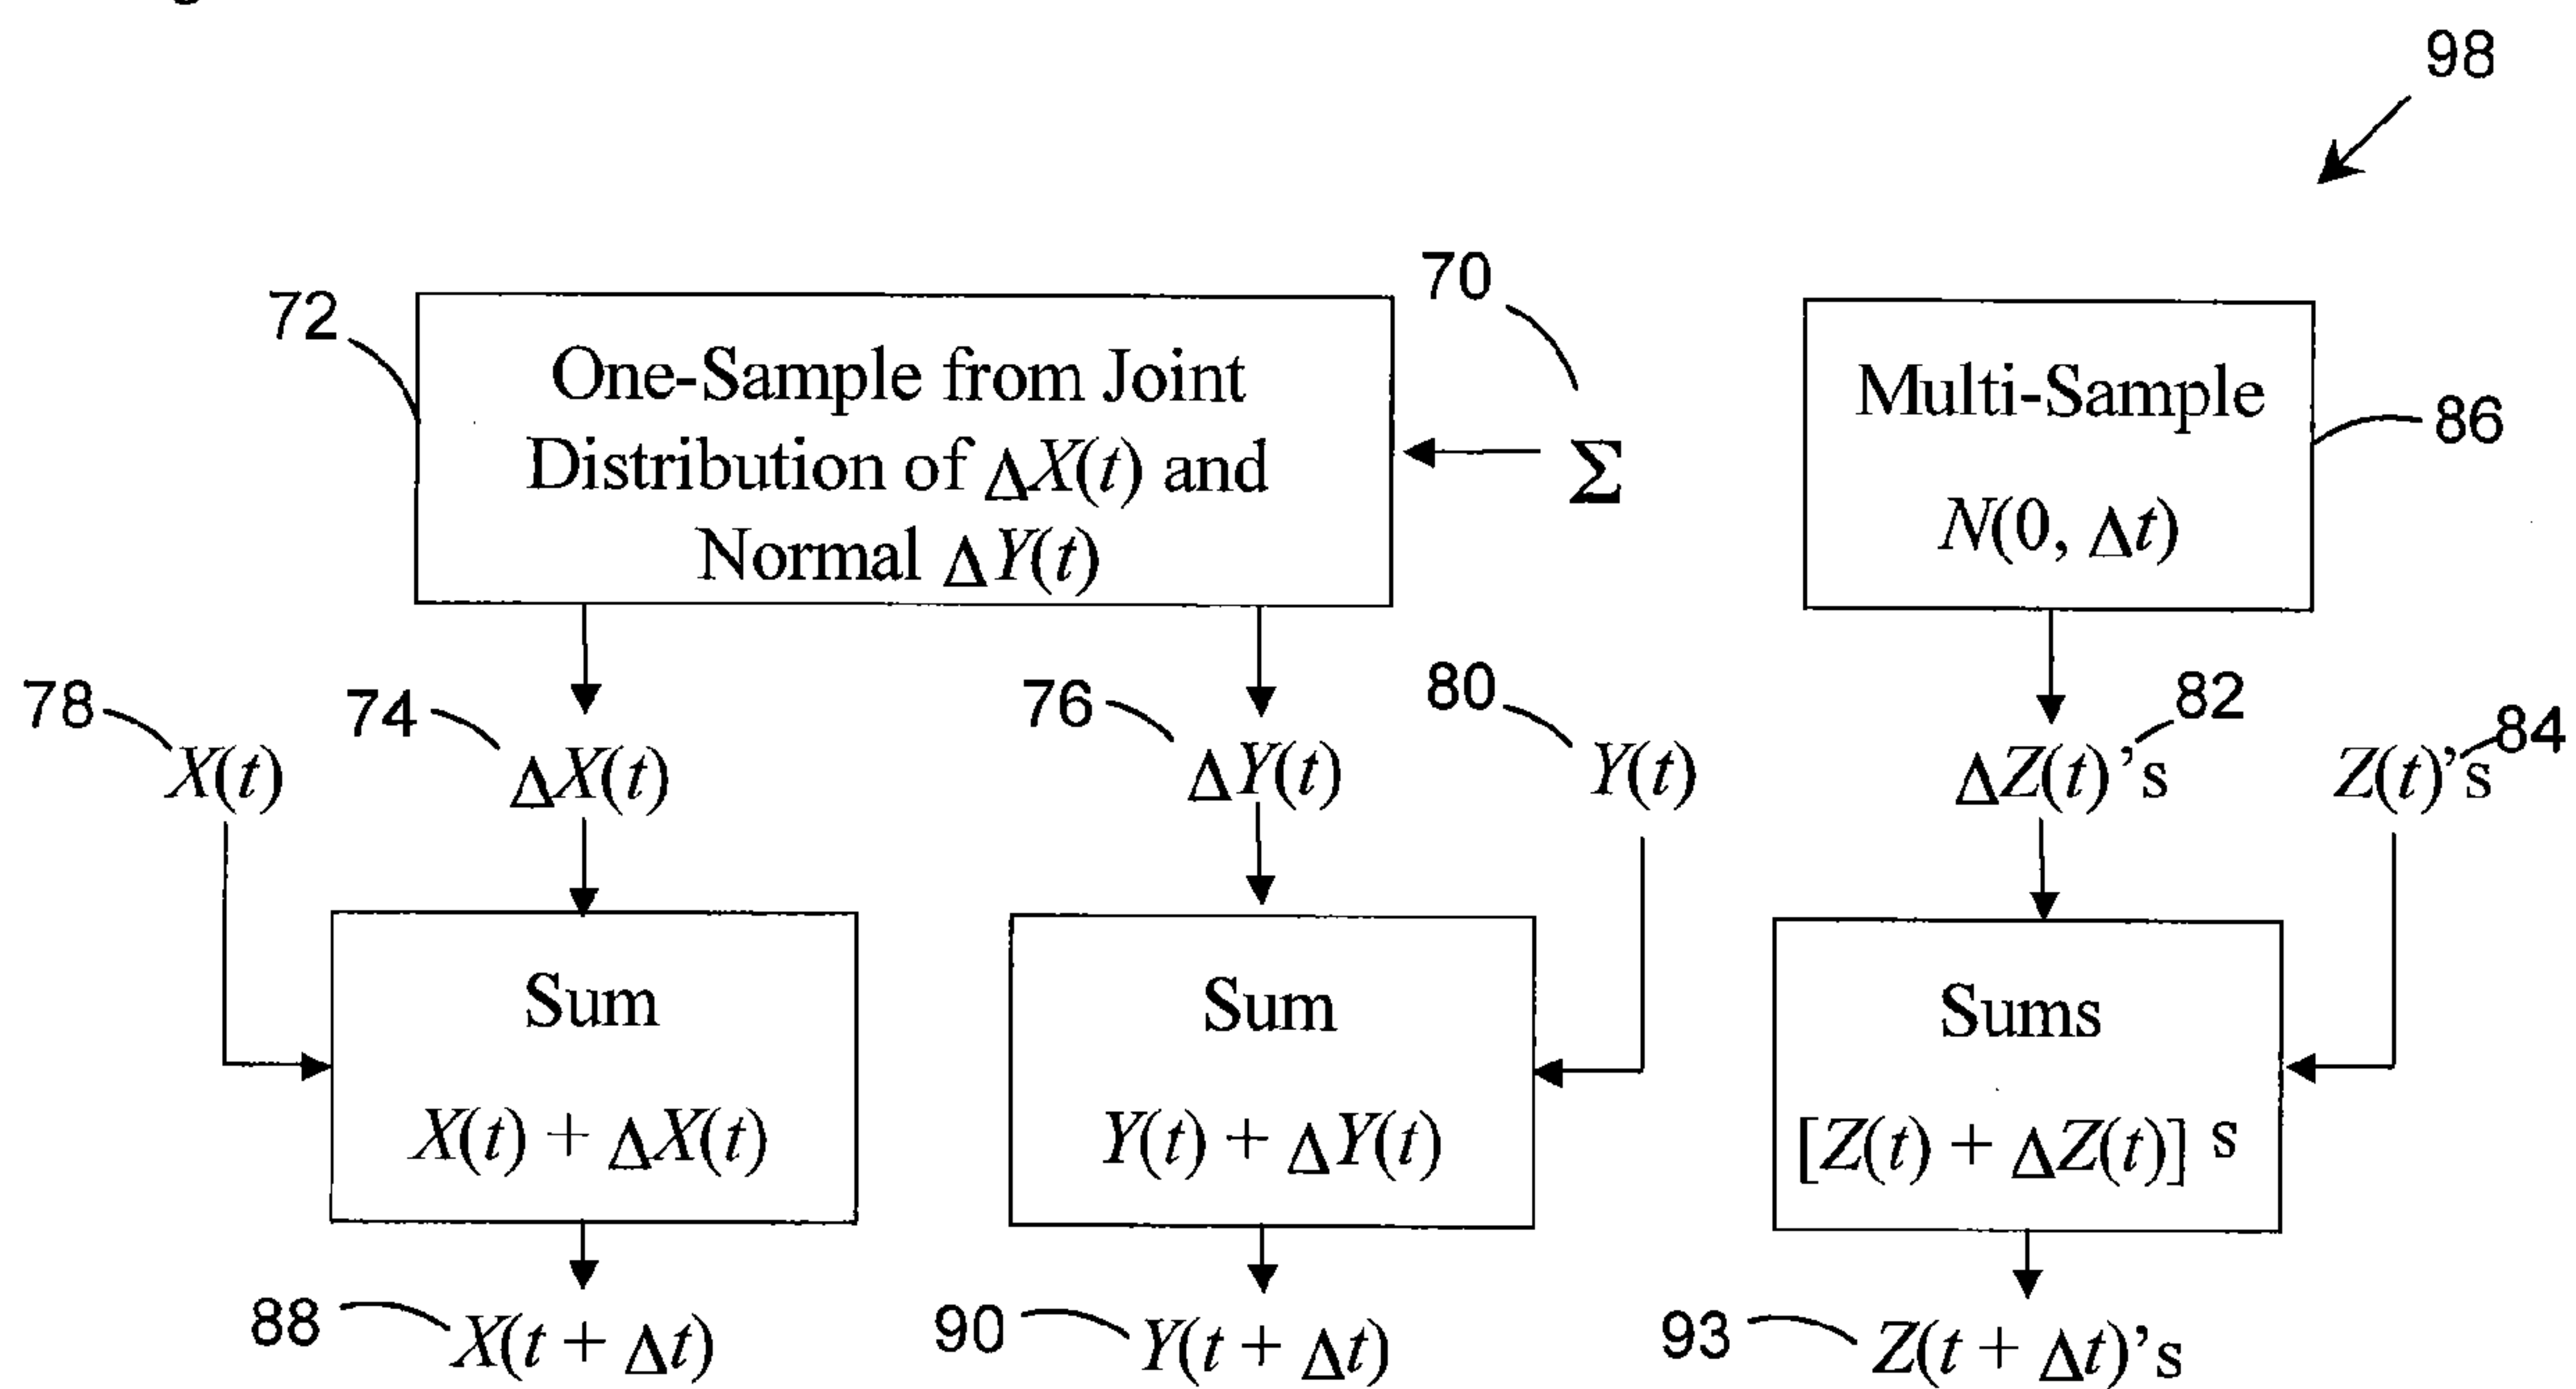 98
70
72
One-Sample from Joint
Distribution of ΔX(t) and
Normal ΔY(t)
Σ
Multi-Sample
N(0, Δt)
86
78
X(t)
74
ΔX(t)
76
ΔY(t)
80
Y(t)
82
ΔZ(t)'s
84
Z(t)'s
Sum
X(t) + ΔX(t)
Sum
Y(t) + ΔY(t)
Sums
[Z(t) + ΔZ(t)] s
88
X(t + Δt)
90
Y(t + Δt)
93
Z(t + Δt)'s